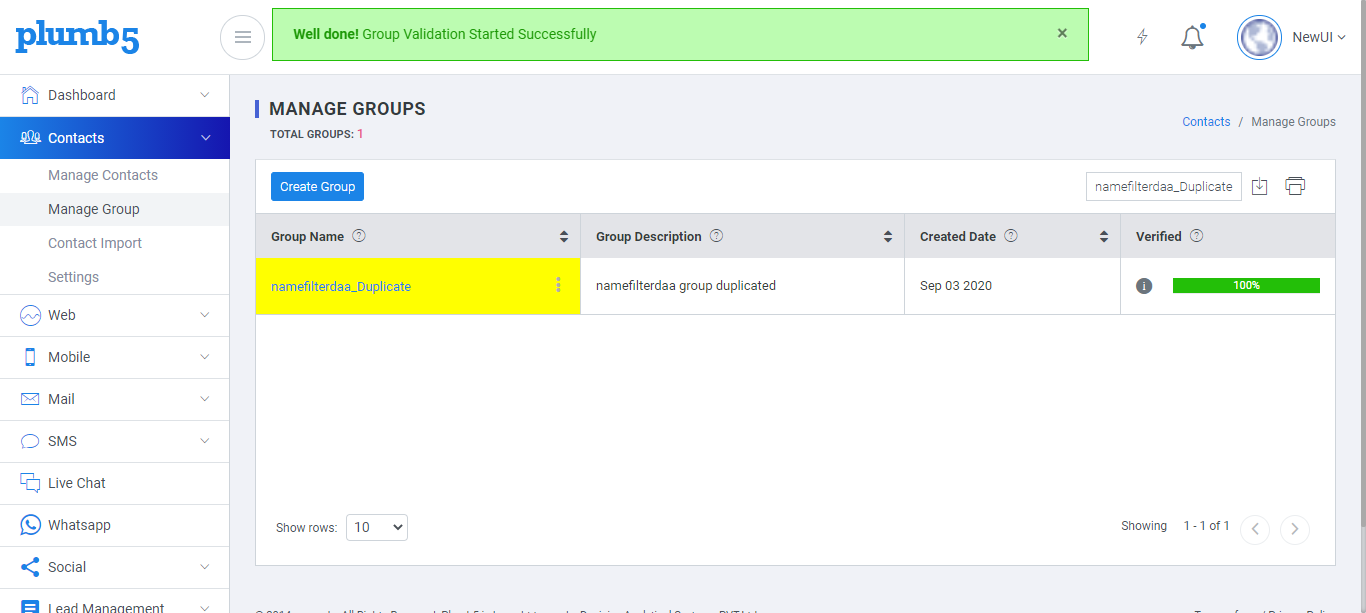 plumb5
Well done! Group Validation Started Successfully ×
NewUI
Dashboard
Contacts
Manage Contacts
Manage Group
Contact Import
Settings
Web
Mobile
Mail
SMS
Live Chat
Whatsapp
Social
Lead Management
MANAGE GROUPS
TOTAL GROUPS: 1
Contacts / Manage Groups
Create Group
namefilterdaa_Duplicate
Group Name ? Group Description ? Created Date ? Verified ?
namefilterdaa_Duplicate namefilterdaa group duplicated Sep 03 2020 i 100%
Show rows: 10
Showing 1 - 1 of 1